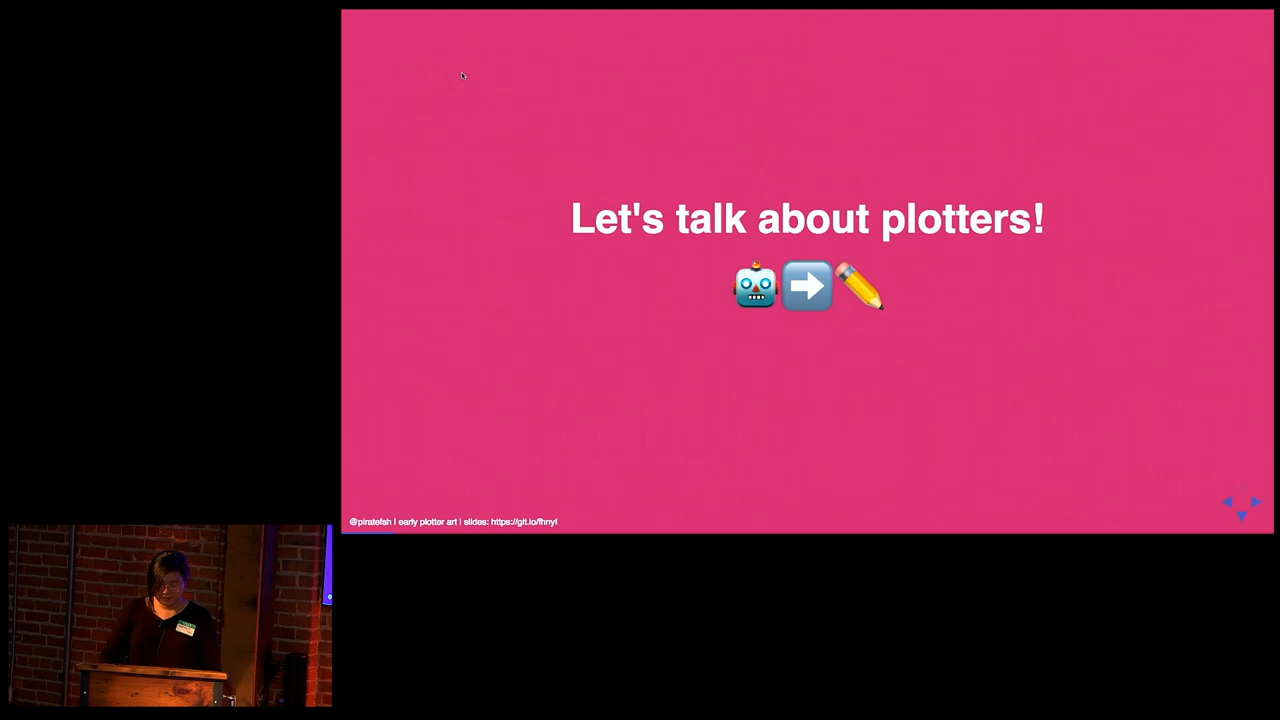 Let's talk about plotters!
@piratefsh | early plotter art | slides: https://git.io/fhnyl